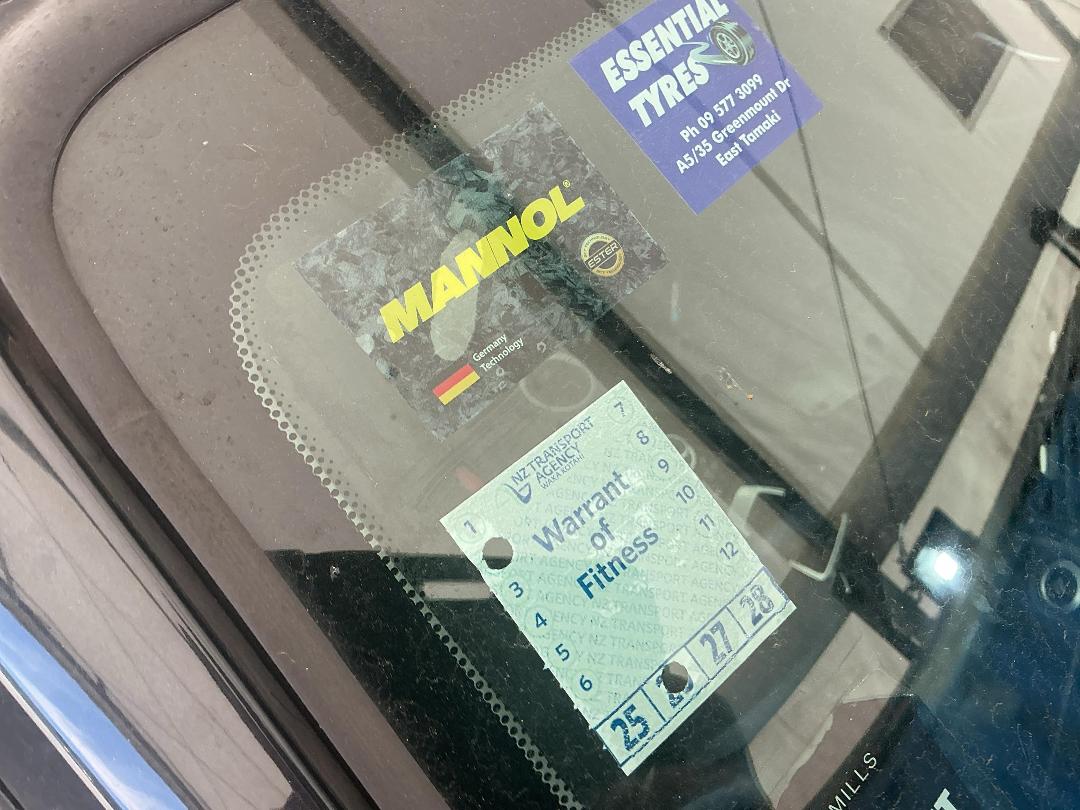 ESSENTIAL
TYRES
Ph 09 577 3099
A5/35 Greenmount Dr
East Tamaki
MANNOL®
ESTER
Germany
Technology
NZ TRANSPORT
AGENCY
WAKA KOTAHI
Warrant
of
Fitness
1
3
4
5
6
7
8
9
10
11
12
25
27
28
MILLS